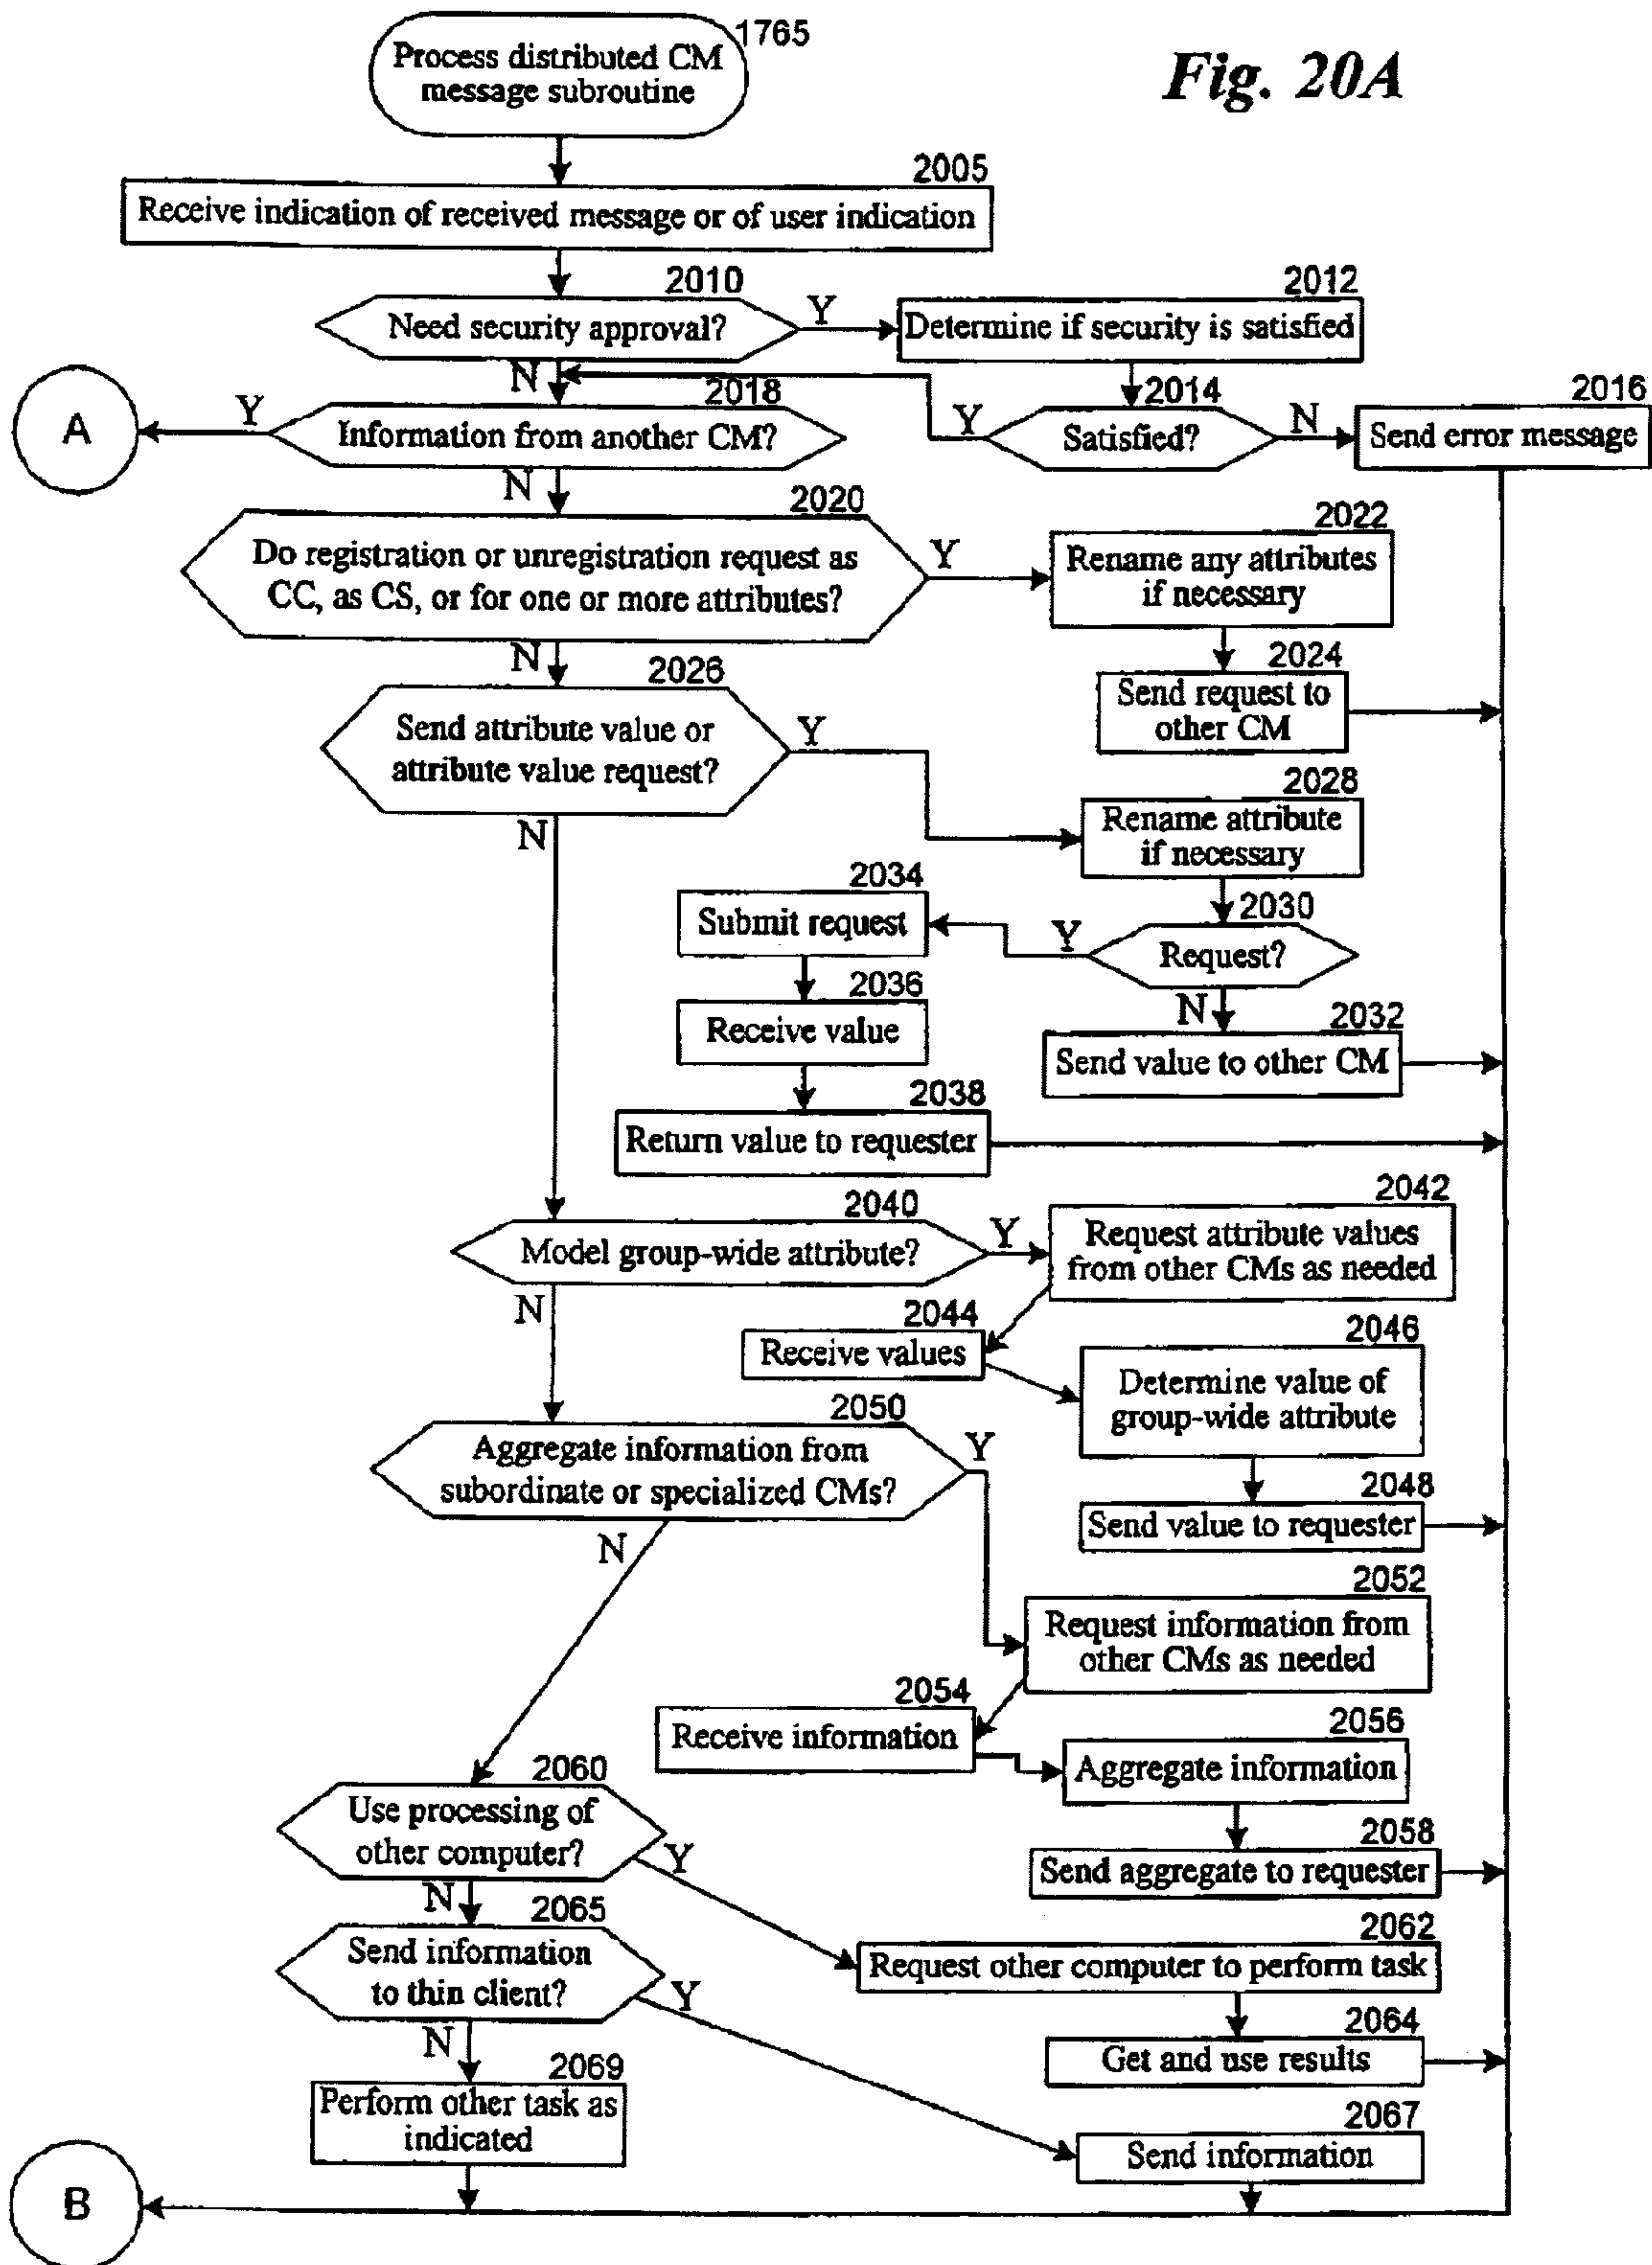 1765
Process distributed CM
message subroutine
Fig. 20A
2005
Receive indication of received message or of user indication
2010
Need security approval?
Y
2012
Determine if security is satisfied
N
2018
Information from another CM?
Y
A
2014
Satisfied?
Y
N
2016
Send error message
N
2020
Do registration or unregistration request as
CC, as CS, or for one or more attributes?
Y
2022
Rename any attributes
if necessary
2024
Send request to
other CM
N
2026
Send attribute value or
attribute value request?
Y
2028
Rename attribute
if necessary
N
2030
Request?
Y
2034
Submit request
2036
Receive value
N
2032
Send value to other CM
2038
Return value to requester
2040
Model group-wide attribute?
Y
2042
Request attribute values
from other CMs as needed
N
2044
Receive values
2046
Determine value of
group-wide attribute
2048
Send value to requester
2050
Aggregate information from
subordinate or specialized CMs?
Y
N
2052
Request information from
other CMs as needed
2054
Receive information
2056
Aggregate information
2058
Send aggregate to requester
2060
Use processing of
other computer?
Y
N
2062
Request other computer to perform task
2064
Get and use results
2065
Send information
to thin client?
Y
N
2067
Send information
2069
Perform other task as
indicated
B